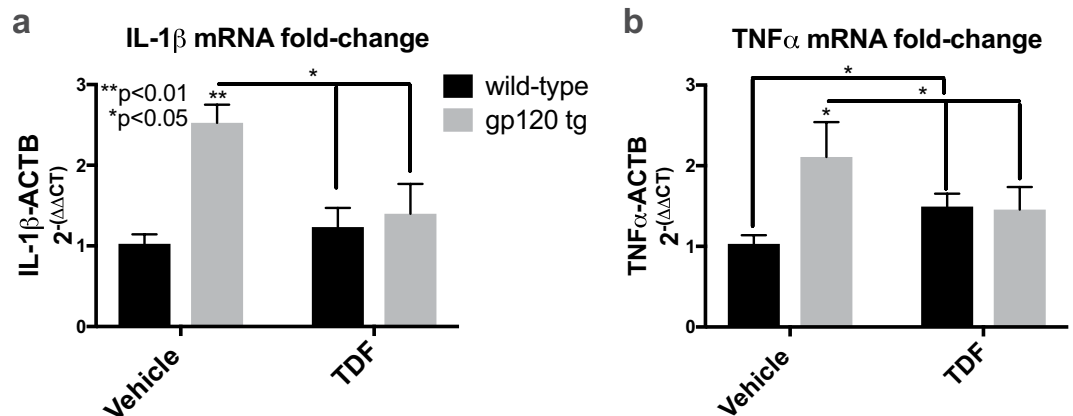 a
IL-1β mRNA fold-change
**p<0.01
*p<0.05
**
*
wild-type
gp120 tg
IL-1β-ACTB
2-(ΔΔCT)
3
2
1
0
Vehicle
TDF
b
TNFα mRNA fold-change
*
*
*
TNFα-ACTB
2-(ΔΔCT)
3
2
1
0
Vehicle
TDF